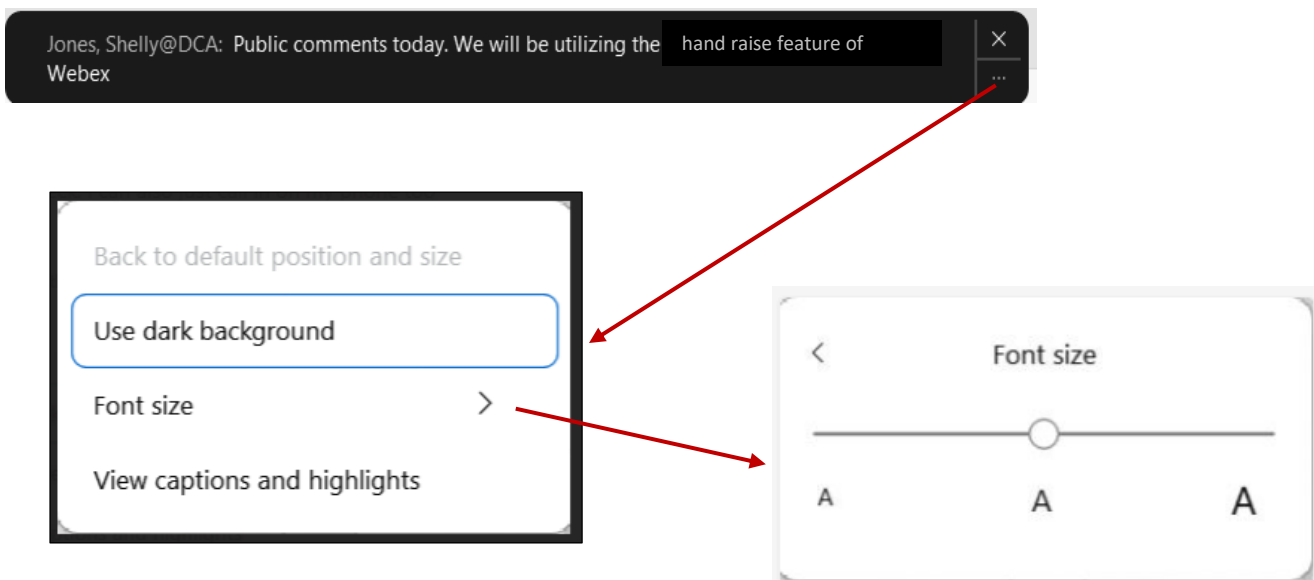 Jones, Shelly@DCA: Public comments today. We will be utilizing the hand raise feature of
Webex
Back to default position and size
Use dark background
Font size
View captions and highlights
Font size
A A A